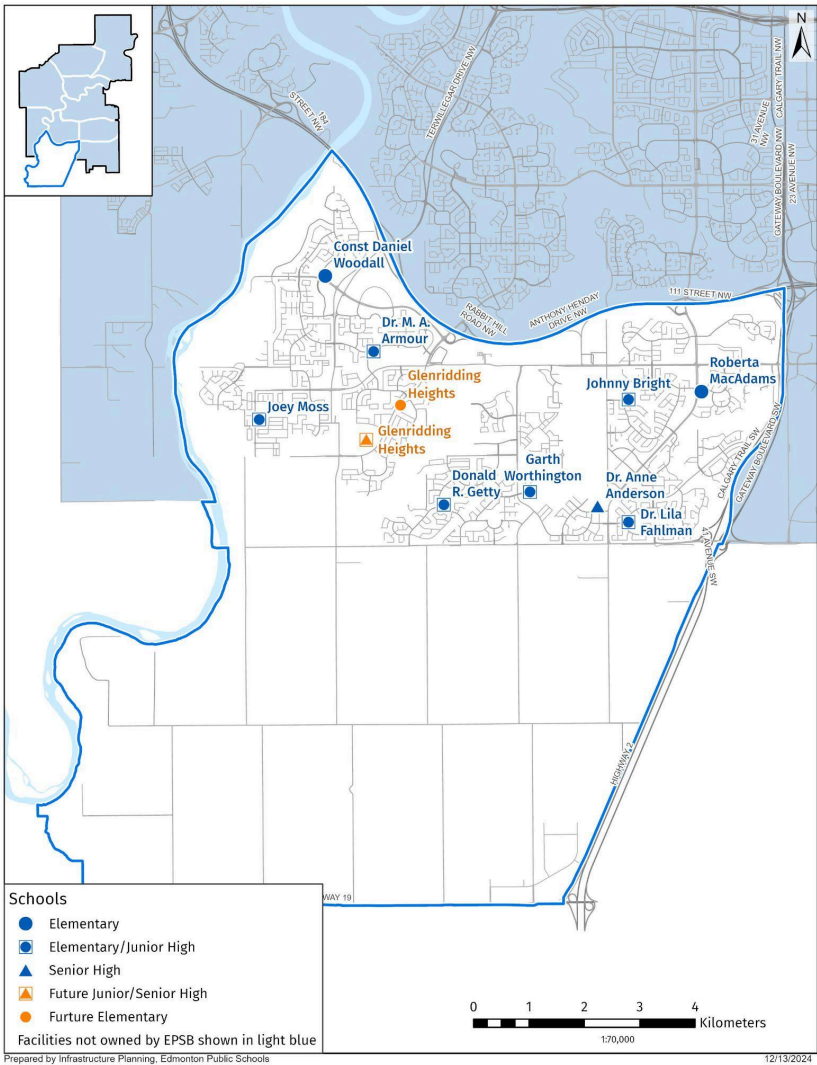 N
184
STREET NW
TERWILLEGAR DRIVE NW
CALGARY TRAIL NW
31 AVENUE
NW
GATEWAY BOULEVARD NW
23 AVENUE NW
Const Daniel
Woodall
111 STREET NW
RABBIT HILL
ROAD NW
ANTHONY HENDAY
DRIVE NW
Dr. M. A.
Armour
Glenridding
Heights
Johnny Bright
Roberta
MacAdams
Joey Moss
Glenridding
Heights
CALGARY TRAIL SW
GATEWAY BOULEVARD SW
Donald
R. Getty
Garth
Worthington
Dr. Anne
Anderson
Dr. Lila
Fahlman
41 AVENUE SW
HIGHWAY 2
WAY 19
Schools
Elementary
Elementary/Junior High
Senior High
Future Junior/Senior High
Furture Elementary
Facilities not owned by EPSB shown in light blue
0 1 2 3 4
Kilometers
1:70,000
Prepared by Infrastructure Planning, Edmonton Public Schools
12/13/2024